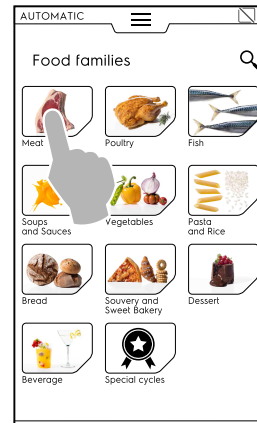 AUTOMATIC
Food families
Meat Poultry Fish
Soups
and Sauces Vegetables Pasta
and Rice
Bread Souvery and
Sweet Bakery Dessert
Beverage Special cycles